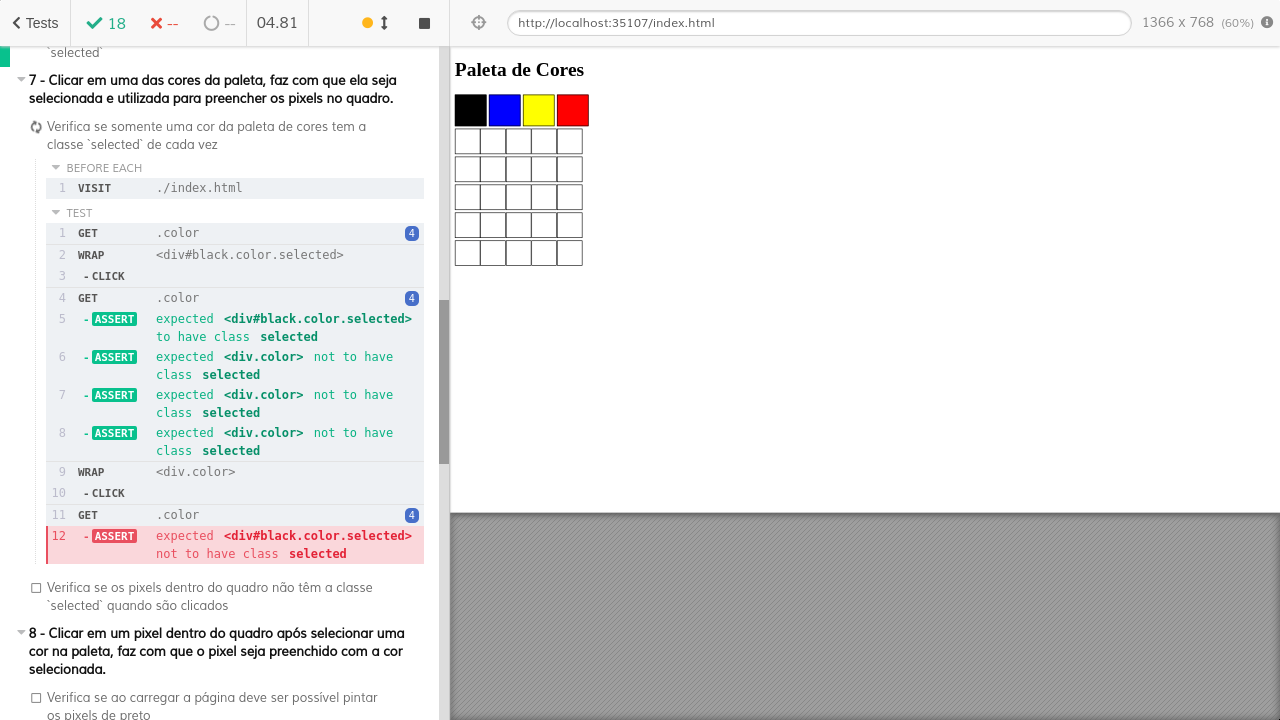 Tests
18
--
--
04.81
http://localhost:35107/index.html
1366 x 768 (60%)
`selected`
7 - Clicar em uma das cores da paleta, faz com que ela seja
selecionada e utilizada para preencher os pixels no quadro.
Verifica se somente uma cor da paleta de cores tem a
classe `selected` de cada vez
BEFORE EACH
1 VISIT ./index.html
TEST
1 GET .color 4
2 WRAP <div#black.color.selected>
3 -CLICK
4 GET .color 4
5 -ASSERT expected <div#black.color.selected>
to have class selected
6 -ASSERT expected <div.color> not to have
class selected
7 -ASSERT expected <div.color> not to have
class selected
8 -ASSERT expected <div.color> not to have
class selected
9 WRAP <div.color>
10 -CLICK
11 GET .color 4
12 -ASSERT expected <div#black.color.selected>
not to have class selected
Verifica se os pixels dentro do quadro não têm a classe
`selected` quando são clicados
8 - Clicar em um pixel dentro do quadro após selecionar uma
cor na paleta, faz com que o pixel seja preenchido com a cor
selecionada.
Verifica se ao carregar a página deve ser possível pintar
os pixels de preto
Paleta de Cores